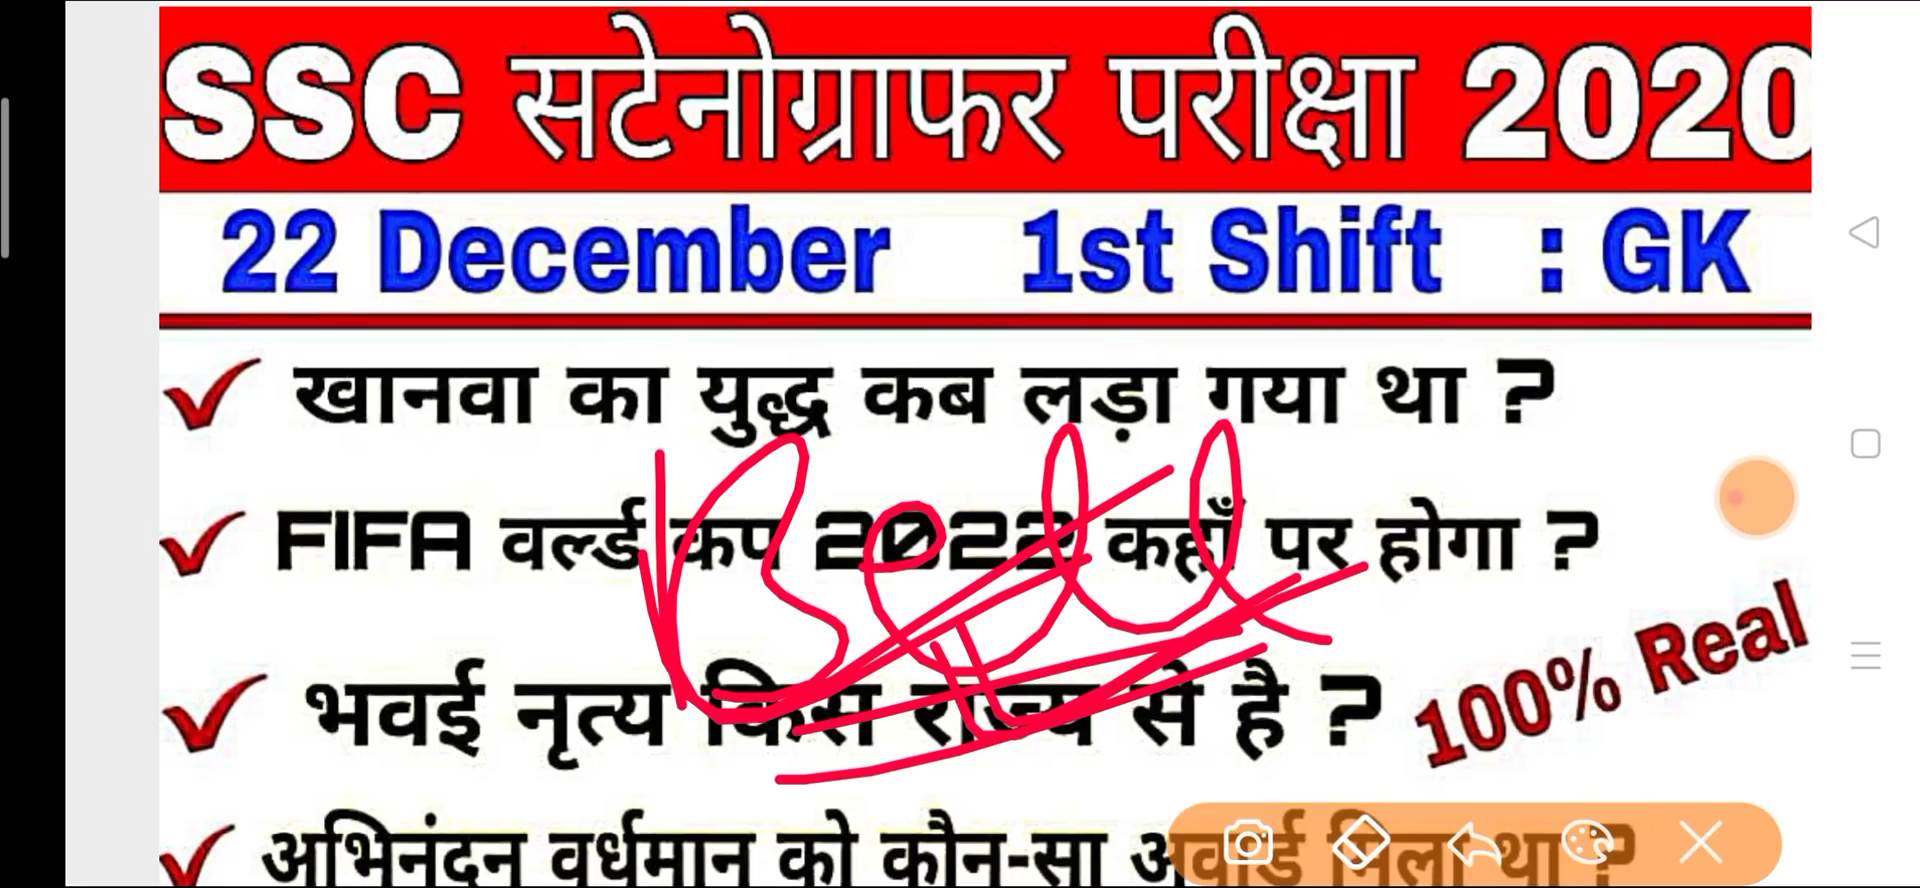 SSC सटेनोग्राफर परीक्षा 2020
22 December 1st Shift : GK
खानवा का युद्ध कब लड़ा गया था ?
FIFA वर्ल्ड कप 2022 कहाँ पर होगा ?
भवई नृत्य किस राज्य से है ?
100% Real
अभिनंदन वर्धमान को कौन-सा अवार्ड मिला था ?